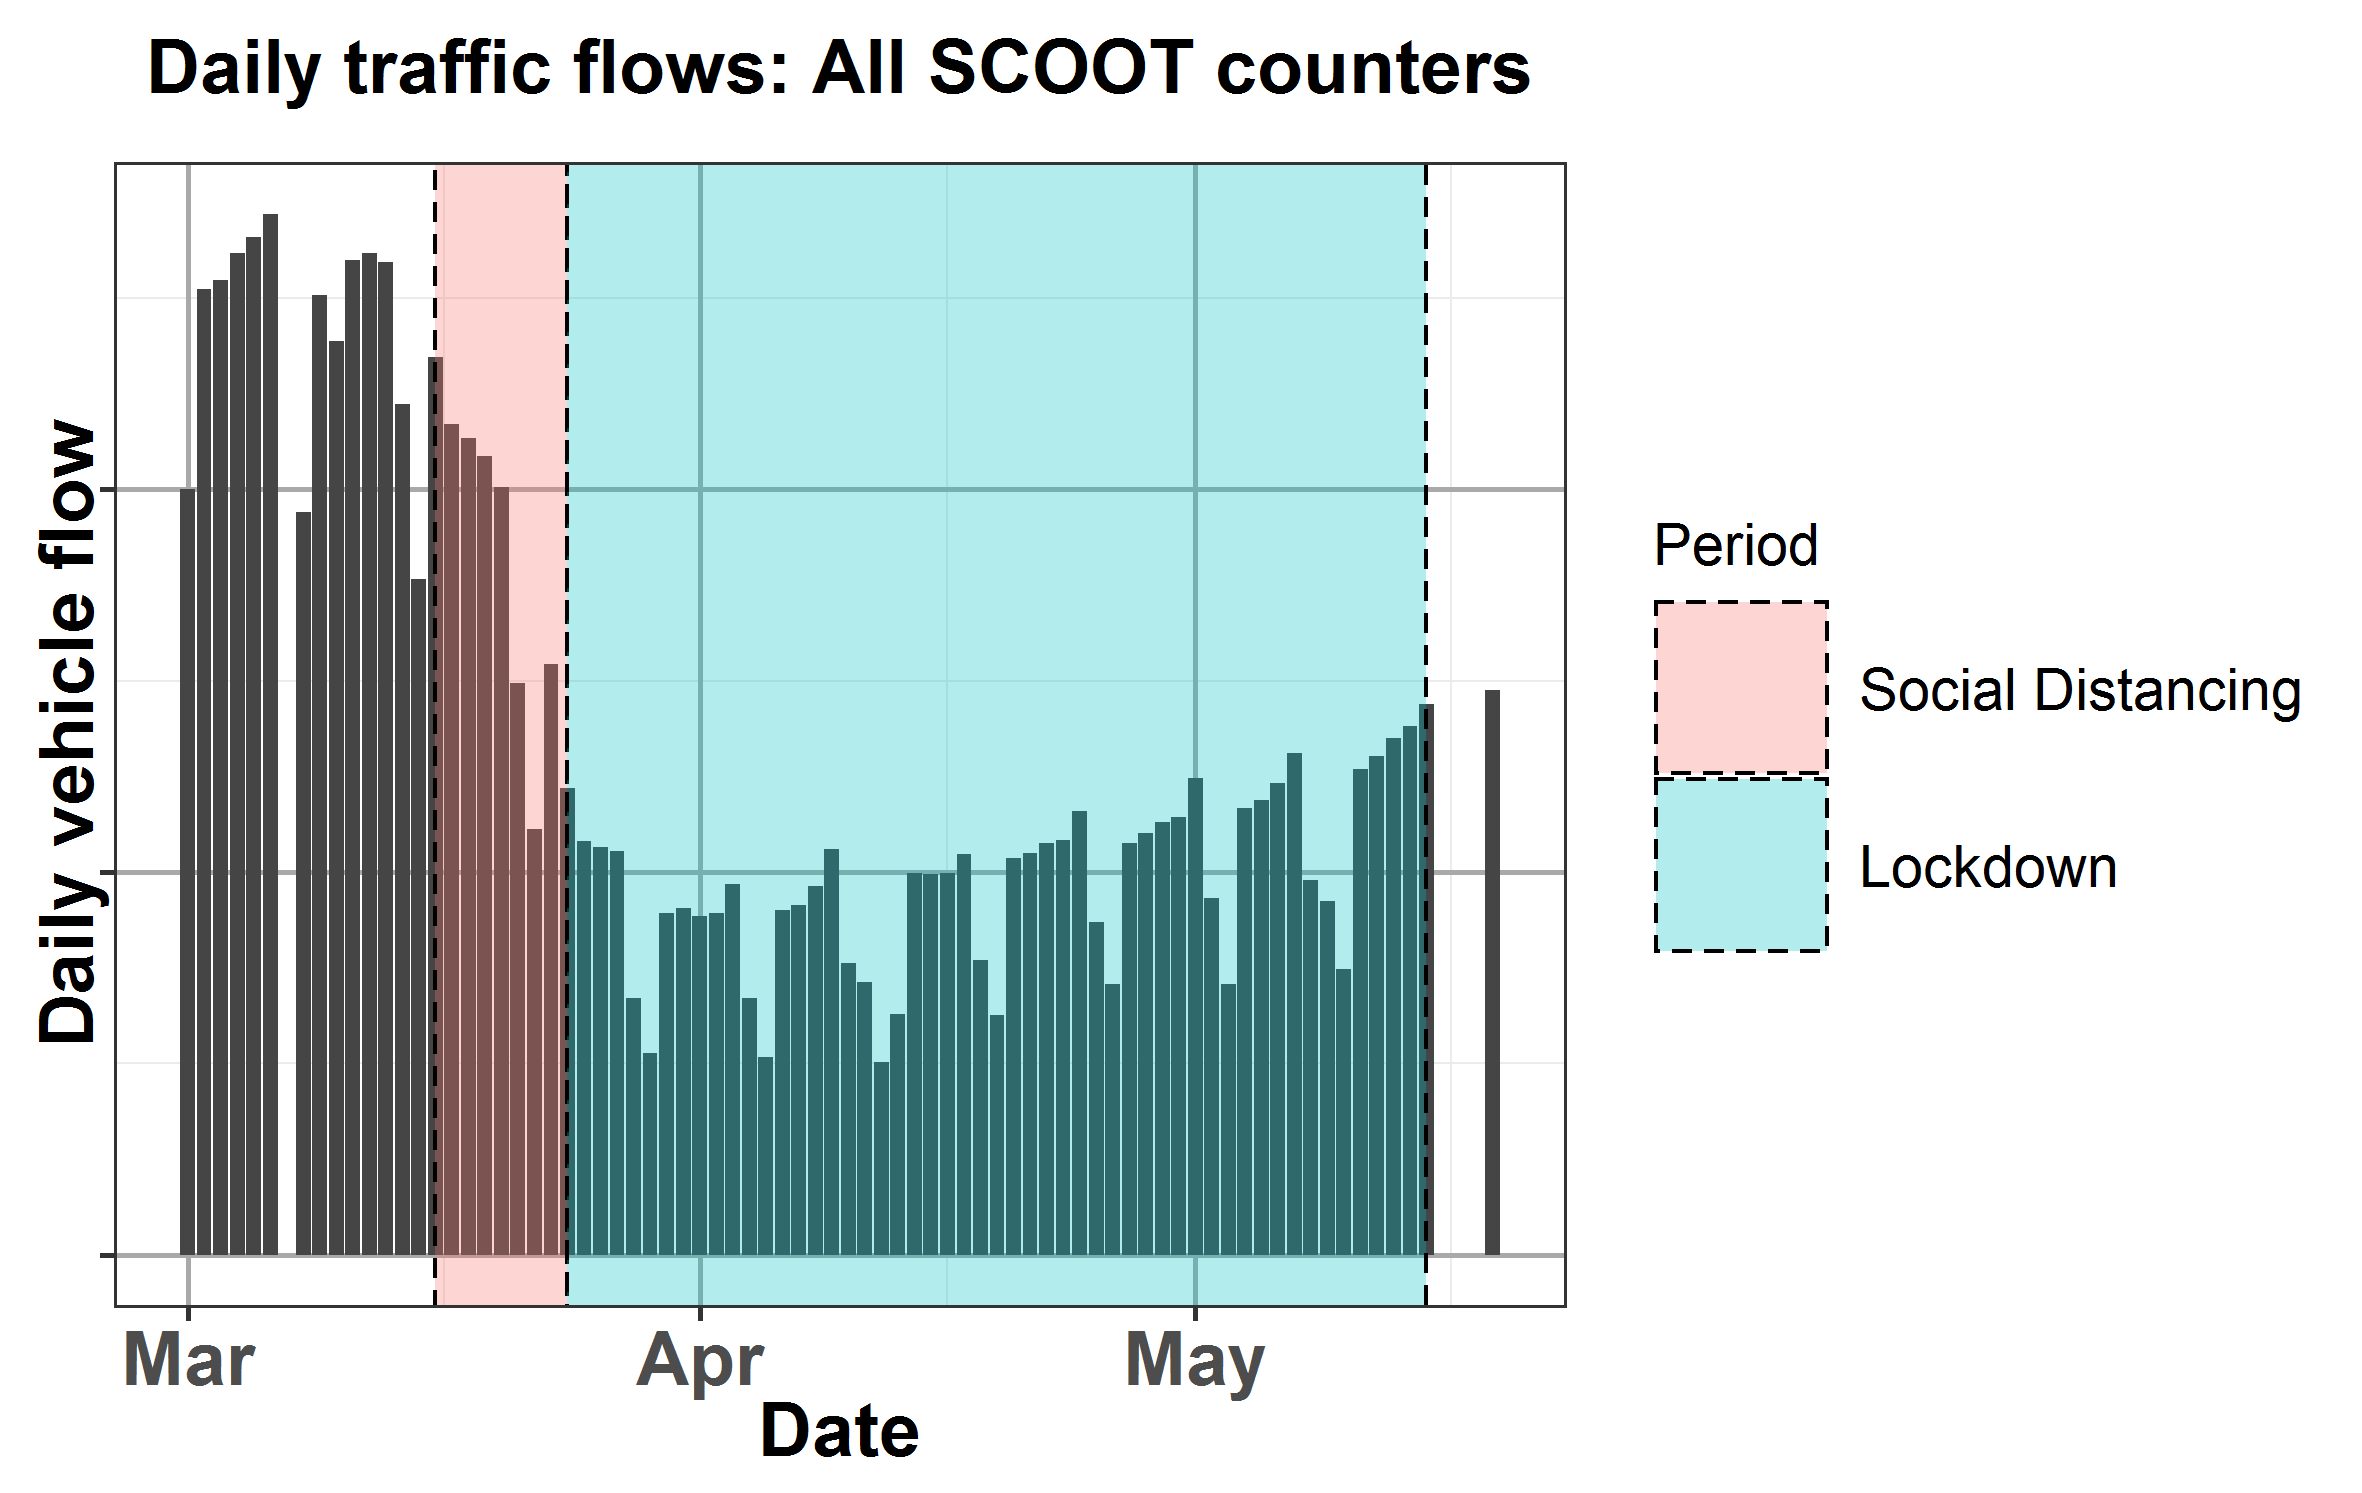 Daily traffic flows: All SCOOT counters
Daily vehicle flow
Mar Apr May
Date
Period
Social Distancing
Lockdown